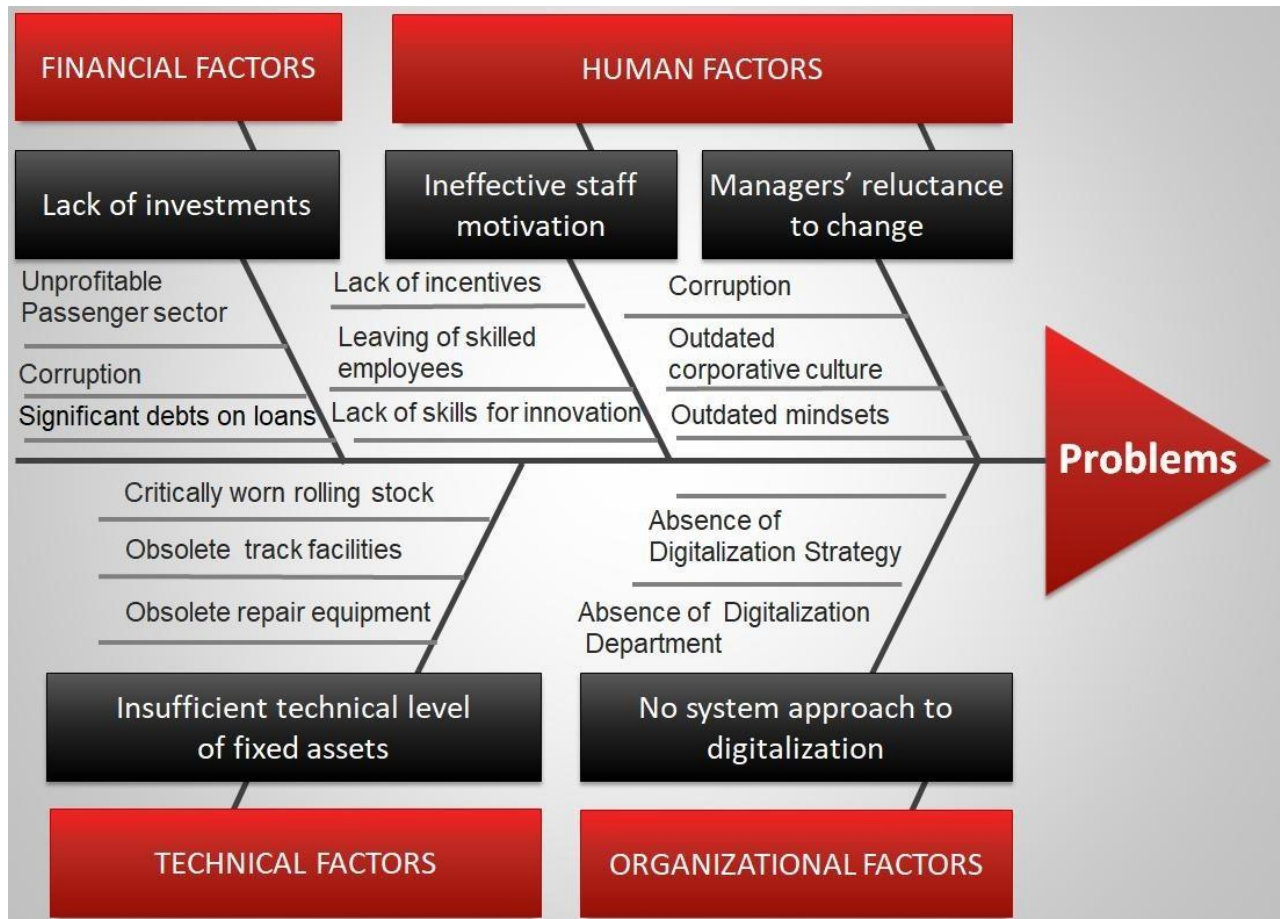 FINANCIAL FACTORS
HUMAN FACTORS
Lack of investments
Ineffective staff
motivation
Managers’ reluctance
to change
Unprofitable
Passenger sector
Corruption
Significant debts on loans
Lack of incentives
Leaving of skilled
employees
Lack of skills for innovation
Corruption
Outdated
corporative culture
Outdated mindsets
Problems
Critically worn rolling stock
Obsolete track facilities
Obsolete repair equipment
Absence of
Digitalization Strategy
Absence of Digitalization
Department
Insufficient technical level
of fixed assets
No system approach to
digitalization
TECHNICAL FACTORS
ORGANIZATIONAL FACTORS